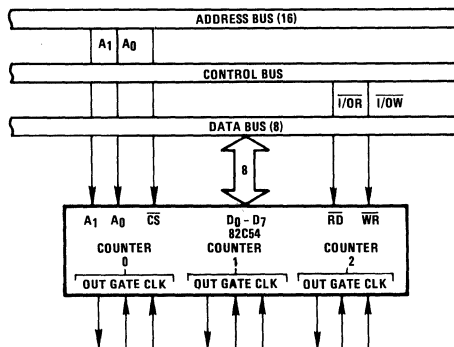 ADDRESS BUS (16)
A1 A0
CONTROL BUS
I/OR I/OW
DATA BUS (8)
8
A1 A0 CS D0 - D7 RD WR
82C54
COUNTER COUNTER COUNTER
0 1 2
OUT GATE CLK OUT GATE CLK OUT GATE CLK